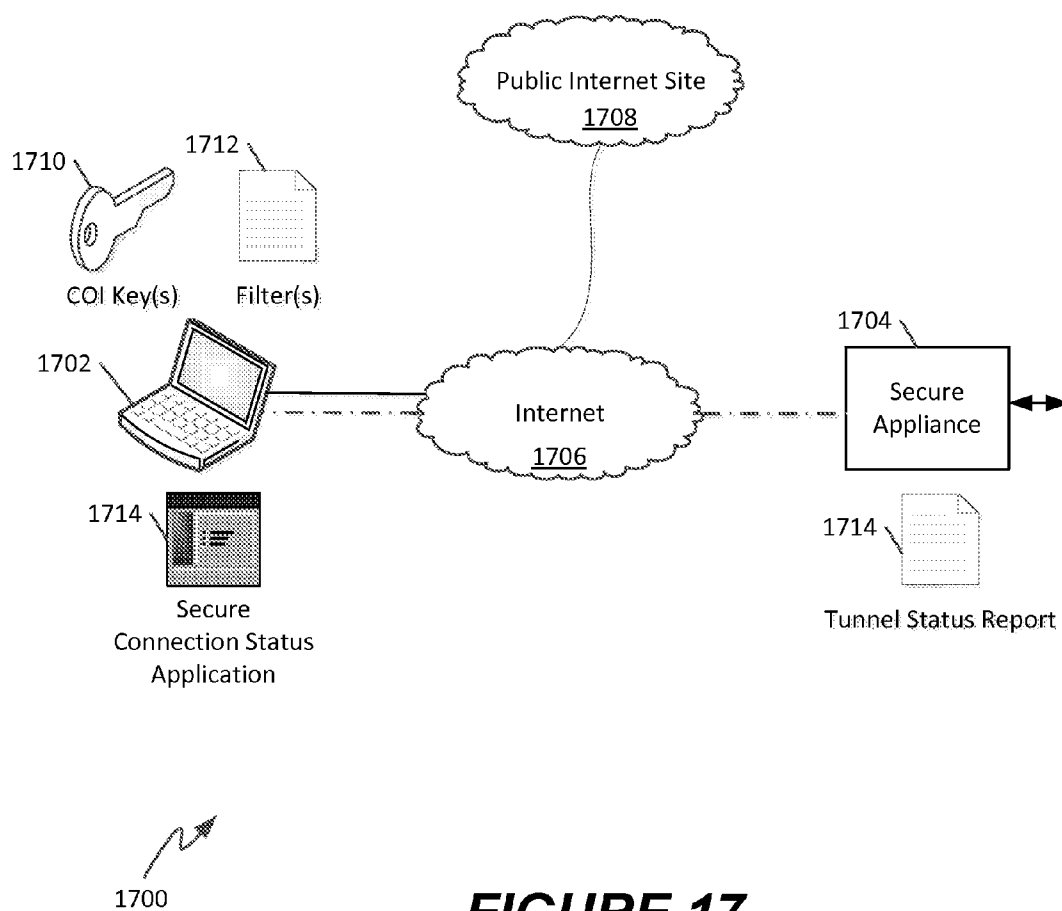 Public Internet Site
1708
1712
1710
COI Key(s)
Filter(s)
1704
1702
Internet
1706
Secure
Appliance
1714
1714
Secure
Connection Status
Application
Tunnel Status Report
1700
FIGURE 17